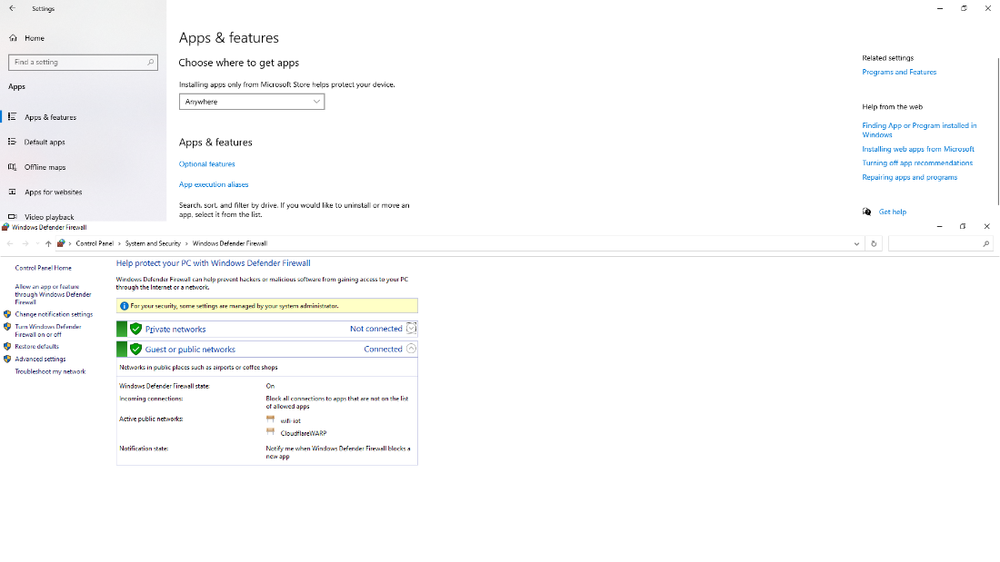 Settings
Home
Find a setting
Apps
Apps & features
Default apps
Offline maps
Apps for websites
Video playback
Apps & features
Choose where to get apps
Installing apps only from Microsoft Store helps protect your device.
Anywhere
Apps & features
Optional features
App execution aliases
Search, sort, and filter by drive. If you would like to uninstall or move an
app, select it from the list.
Related settings
Programs and Features
Help from the web
Finding App or Program installed in
Windows
Installing web apps from Microsoft
Turning off app recommendations
Repairing apps and programs
Get help
Windows Defender Firewall
Control Panel > System and Security > Windows Defender Firewall
Control Panel Home
Allow an app or feature
through Windows Defender
Firewall
Change notification settings
Turn Windows Defender
Firewall on or off
Restore defaults
Advanced settings
Troubleshoot my network
Help protect your PC with Windows Defender Firewall
Windows Defender Firewall can help prevent hackers or malicious software from gaining access to your PC
through the Internet or a network.
For your security, some settings are managed by your system administrator.
Private networks Not connected
Guest or public networks Connected
Networks in public places such as airports or coffee shops
Windows Defender Firewall state: On
Incoming connections: Block all connections to apps that are not on the list
of allowed apps
Active public networks: wifi-iot
CloudflareWARP
Notification state: Notify me when Windows Defender Firewall blocks a
new app